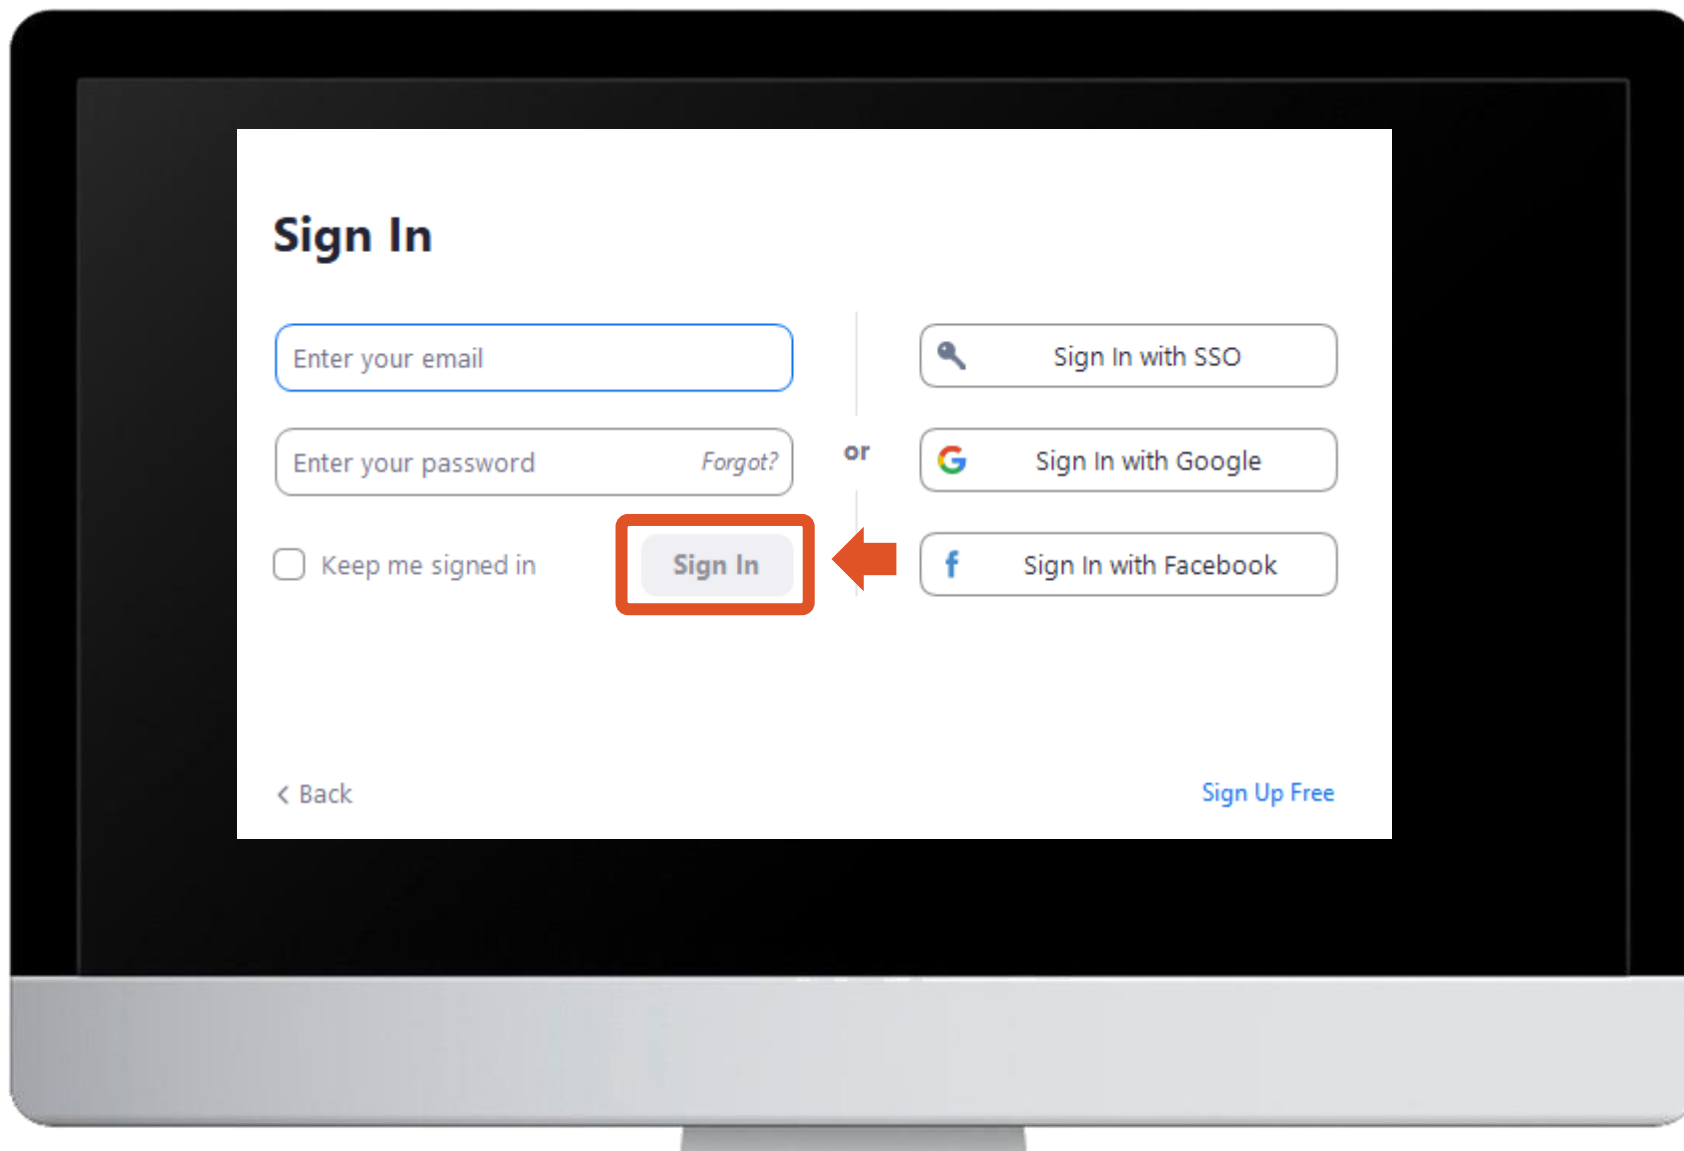 Sign In
Enter your email
Enter your password Forgot?
Keep me signed in Sign In
or
Sign In with SSO
Sign In with Google
Sign In with Facebook
< Back
Sign Up Free